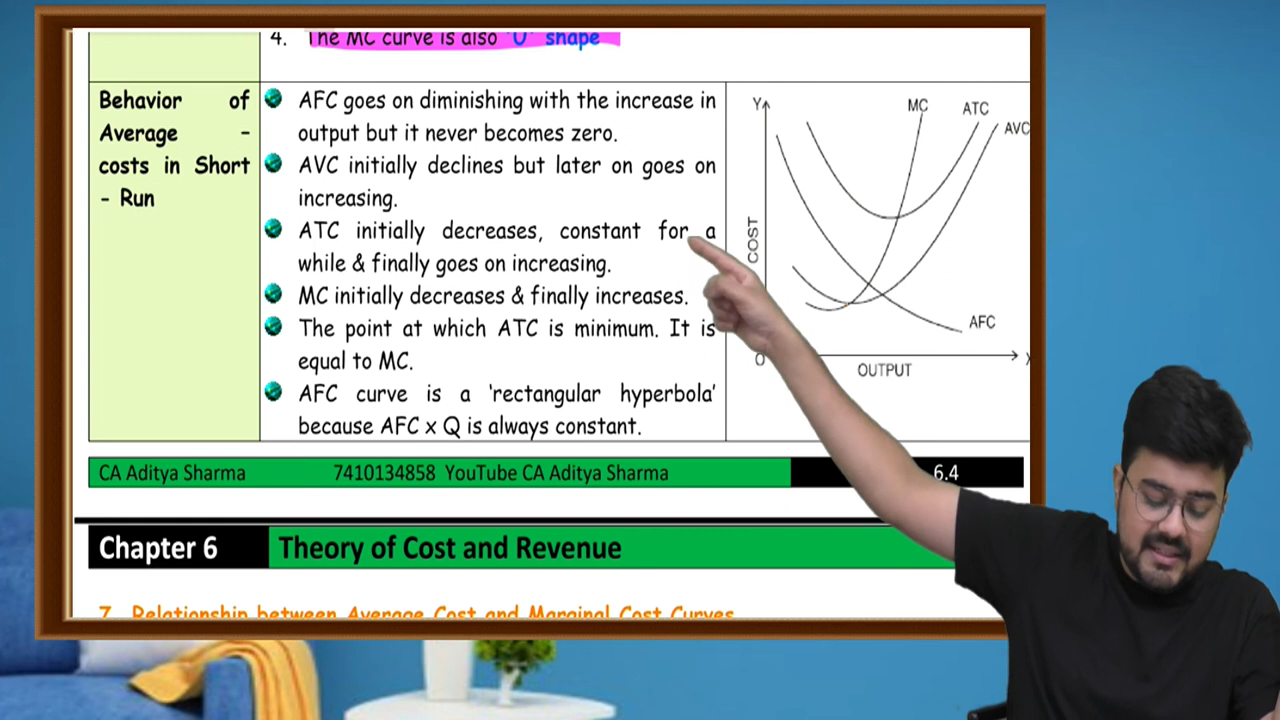 4. The MC curve is also 'U' shape
Behavior of
Average -
costs in Short
- Run
AFC goes on diminishing with the increase in
output but it never becomes zero.
AVC initially declines but later on goes on
increasing.
ATC initially decreases, constant for a
while & finally goes on increasing.
MC initially decreases & finally increases.
The point at which ATC is minimum. It is
equal to MC.
AFC curve is a 'rectangular hyperbola'
because AFC x Q is always constant.
Y
MC
ATC
AVC
COST
AFC
O
X
OUTPUT
CA Aditya Sharma 7410134858 YouTube CA Aditya Sharma 6.4
Chapter 6 Theory of Cost and Revenue
7. Relationship between Average Cost and Marginal Cost Curves